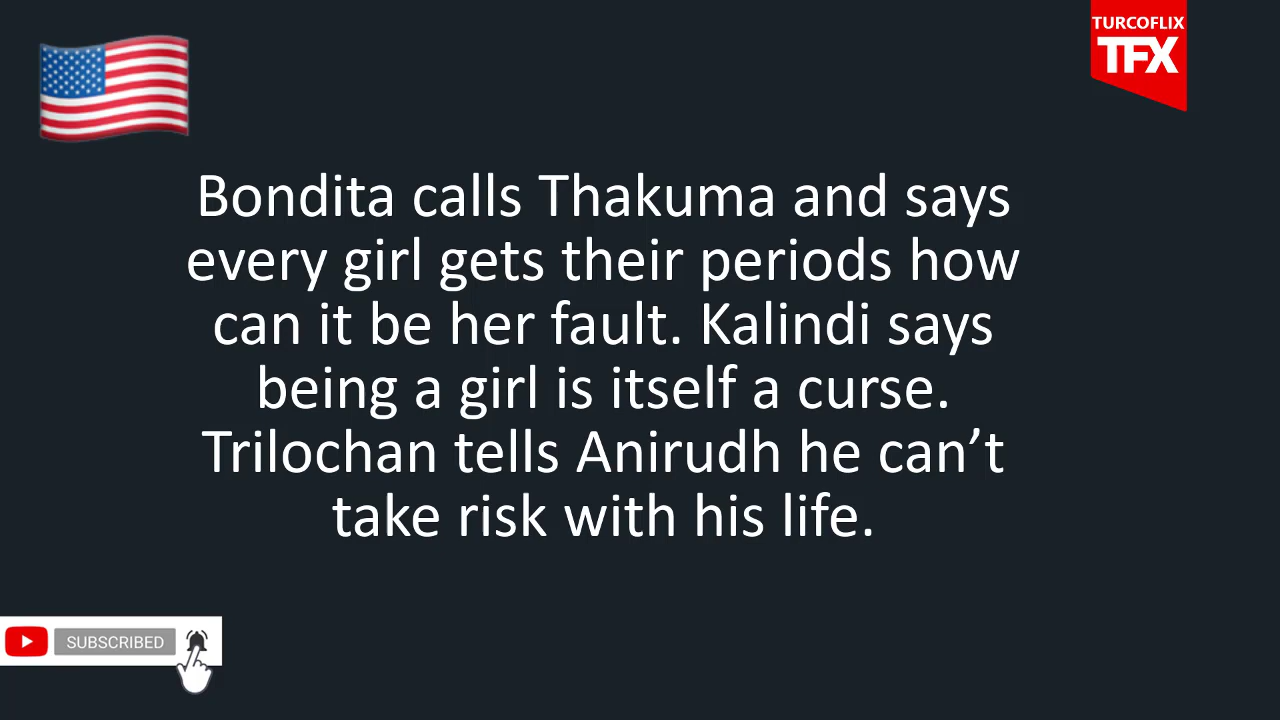 TURCOFLIX
TFX
Bondita calls Thakuma and says
every girl gets their periods how
can it be her fault. Kalindi says
being a girl is itself a curse.
Trilochan tells Anirudh he can’t
take risk with his life.
SUBSCRIBED